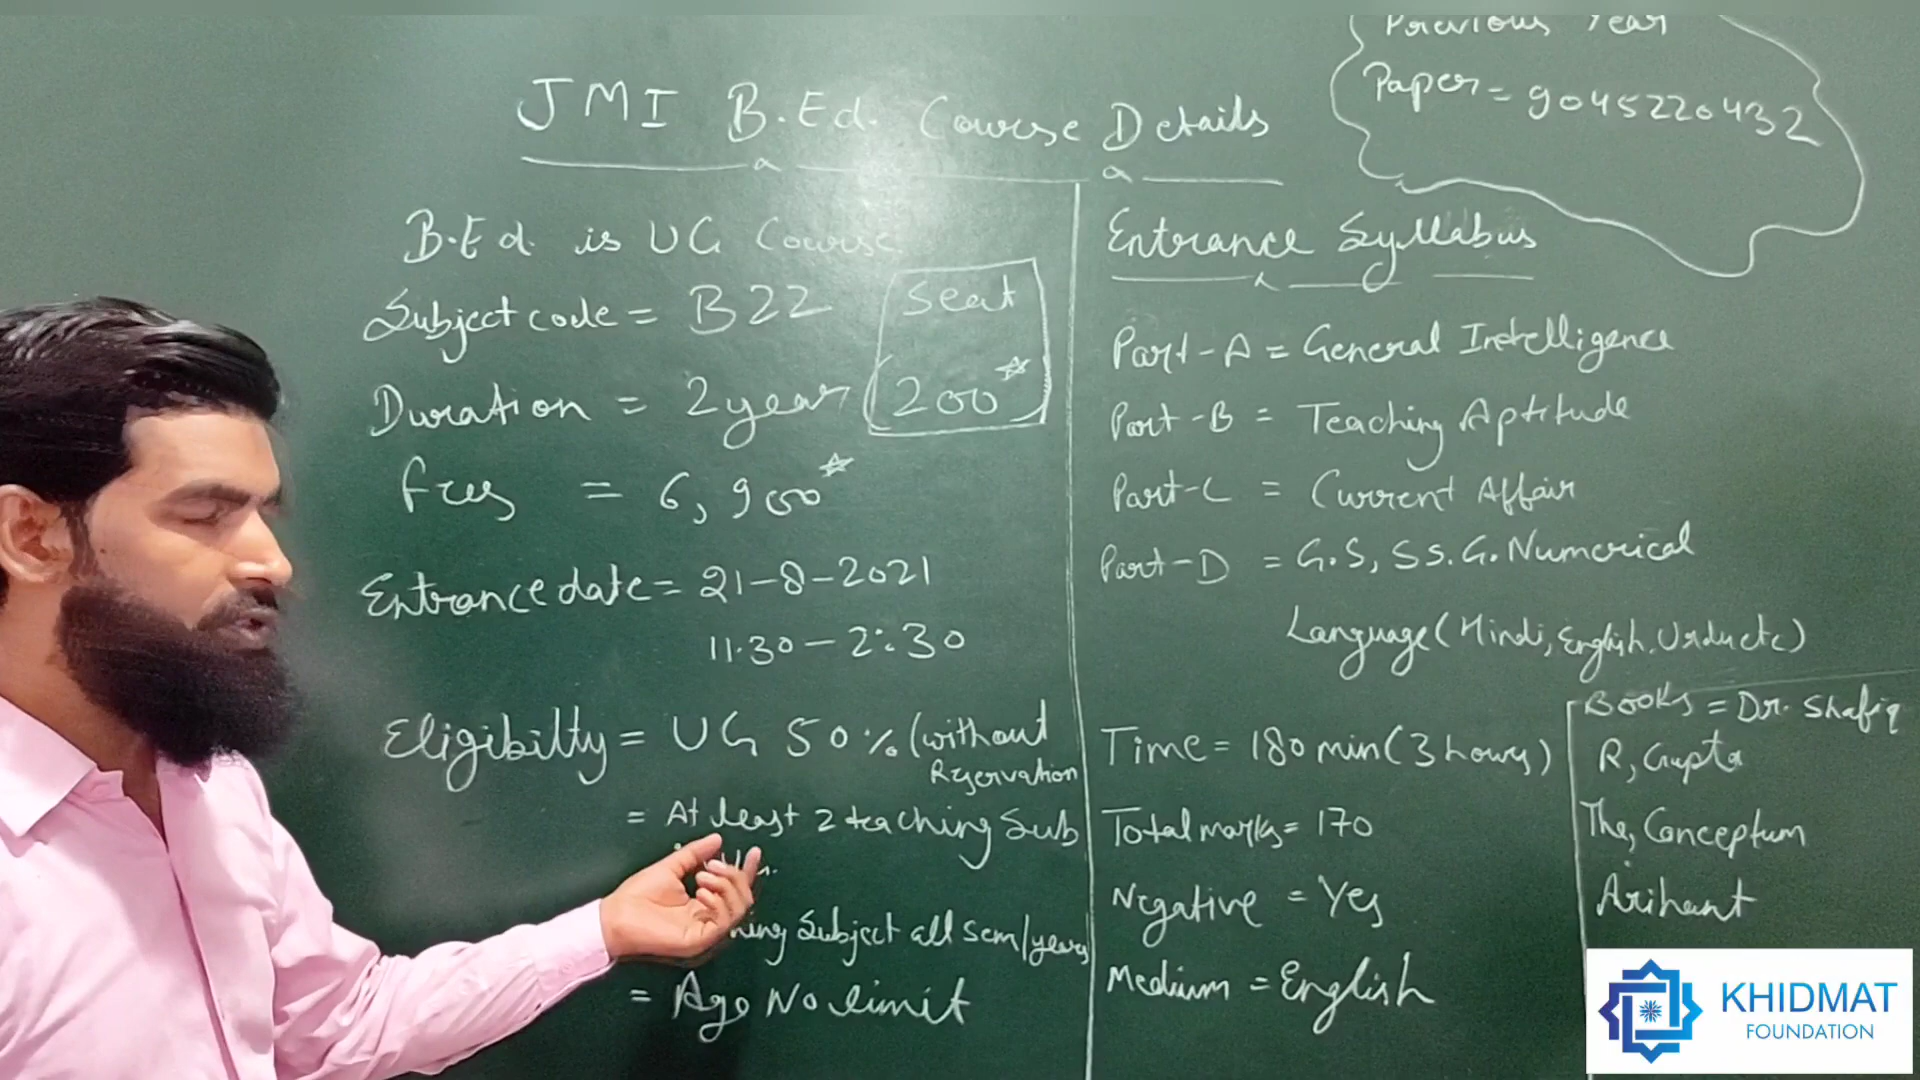 Previous Year
Paper = 9045220432
JMI B.Ed. Course Details
B.Ed. is UG Course
Subject code = B22
Seat
200*
Duration = 2 year
Fees = 6,900*
Entrance date = 21-8-2021
11.30 - 2:30
Eligibilty = UG 50% (without
Reservation
= At least 2 teaching Sub
Subject all sem/years
= Age No limit
Entrance Syllabus
Part-A = General Intelligence
Part-B = Teaching Aptitude
Part-C = Current Affair
Part-D = G.S, Ss. G. Numerical
Language (Hindi, English, Urdu etc)
Time = 180 min (3 hours)
Total marks = 170
Negative = Yes
Medium = English
Books = Dr. Shafiq
R, Gupta
The, Conceptum
Arihant
KHIDMAT
FOUNDATION